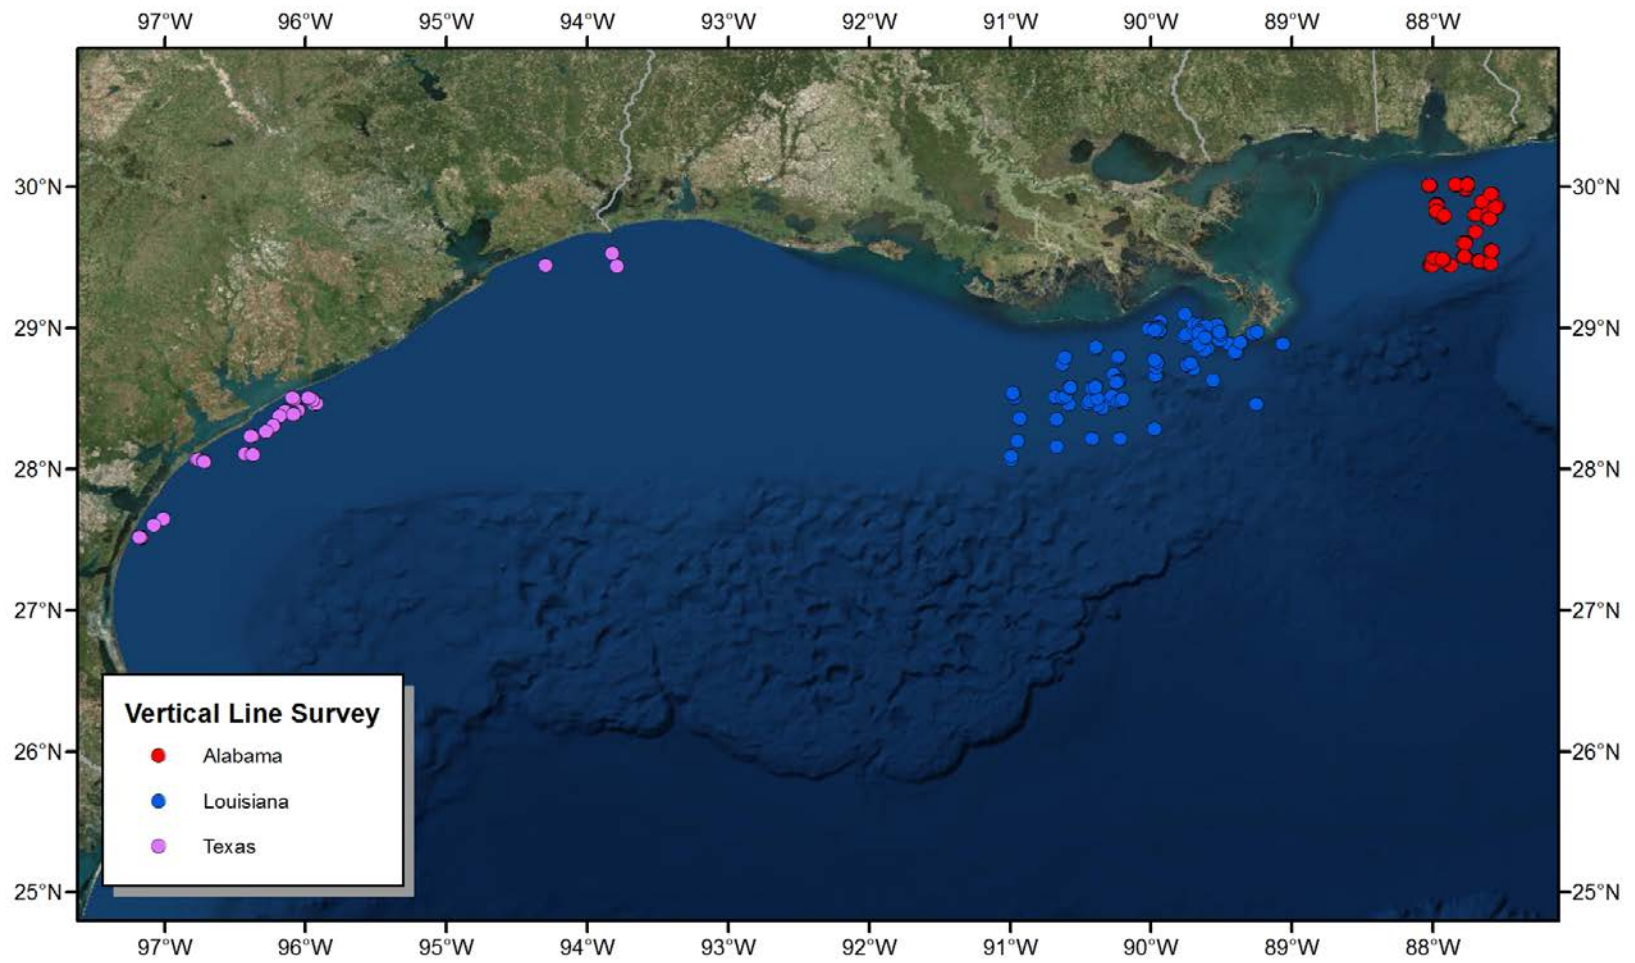 97°W 96°W 95°W 94°W 93°W 92°W 91°W 90°W 89°W 88°W
30°N 30°N
29°N 29°N
28°N 28°N
27°N 27°N
26°N 26°N
25°N 25°N
Vertical Line Survey
Alabama
Louisiana
Texas
97°W 96°W 95°W 94°W 93°W 92°W 91°W 90°W 89°W 88°W